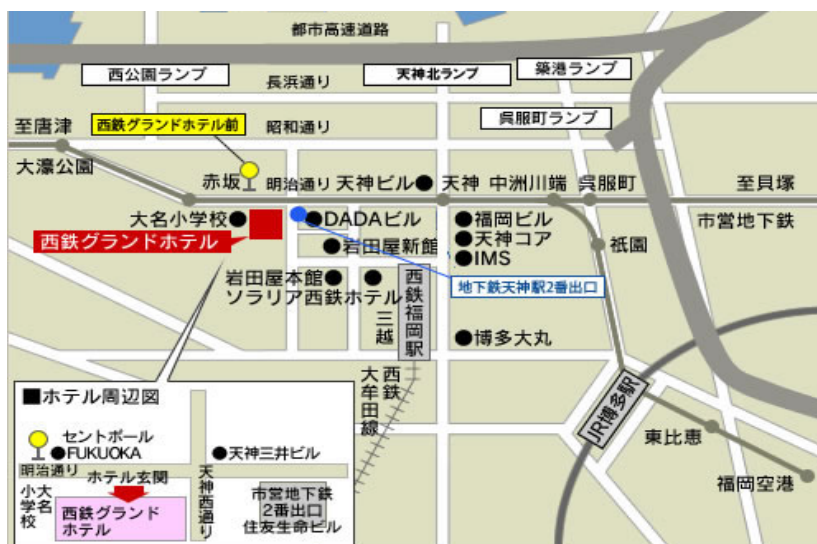 都市高速道路
西公園ランプ
天神北ランプ
築港ランプ
長浜通り
呉服町ランプ
至唐津
西鉄グランドホテル前
昭和通り
大濠公園
赤坂
明治通り
天神ビル
天神
中洲川端
呉服町
至貝塚
大名小学校
DADAビル
福岡ビル
市営地下鉄
西鉄グランドホテル
岩田屋新館
天神コア
祇園
IMS
岩田屋本館
地下鉄天神駅2番出口
ソラリア西鉄ホテル
西鉄福岡駅
三越
博多大丸
西鉄
大牟田線
JR博多駅
東比恵
福岡空港
■ホテル周辺図
セントポール
FUKUOKA
天神三井ビル
明治通り
ホテル玄関
天神西通り
大名
小学校
西鉄グランド
ホテル
市営地下鉄
2番出口
住友生命ビル